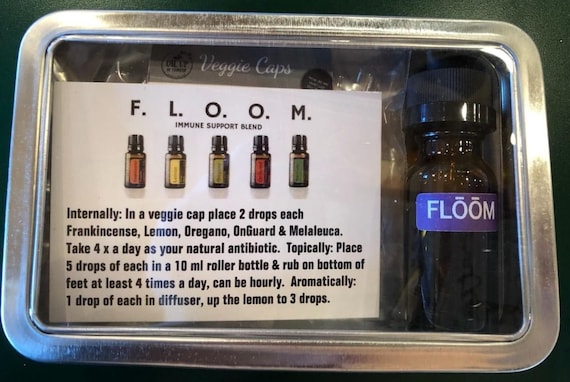 Veggie Caps
F. L. O. O. M.
IMMUNE SUPPORT BLEND
Internally: In a veggie cap place 2 drops each
Frankincense, Lemon, Oregano, OnGuard & Melaleuca.
Take 4 x a day as your natural antibiotic. Topically: Place
5 drops of each in a 10 ml roller bottle & rub on bottom of
feet at least 4 times a day, can be hourly. Aromatically:
1 drop of each in diffuser, up the lemon to 3 drops.
FLŌŌM